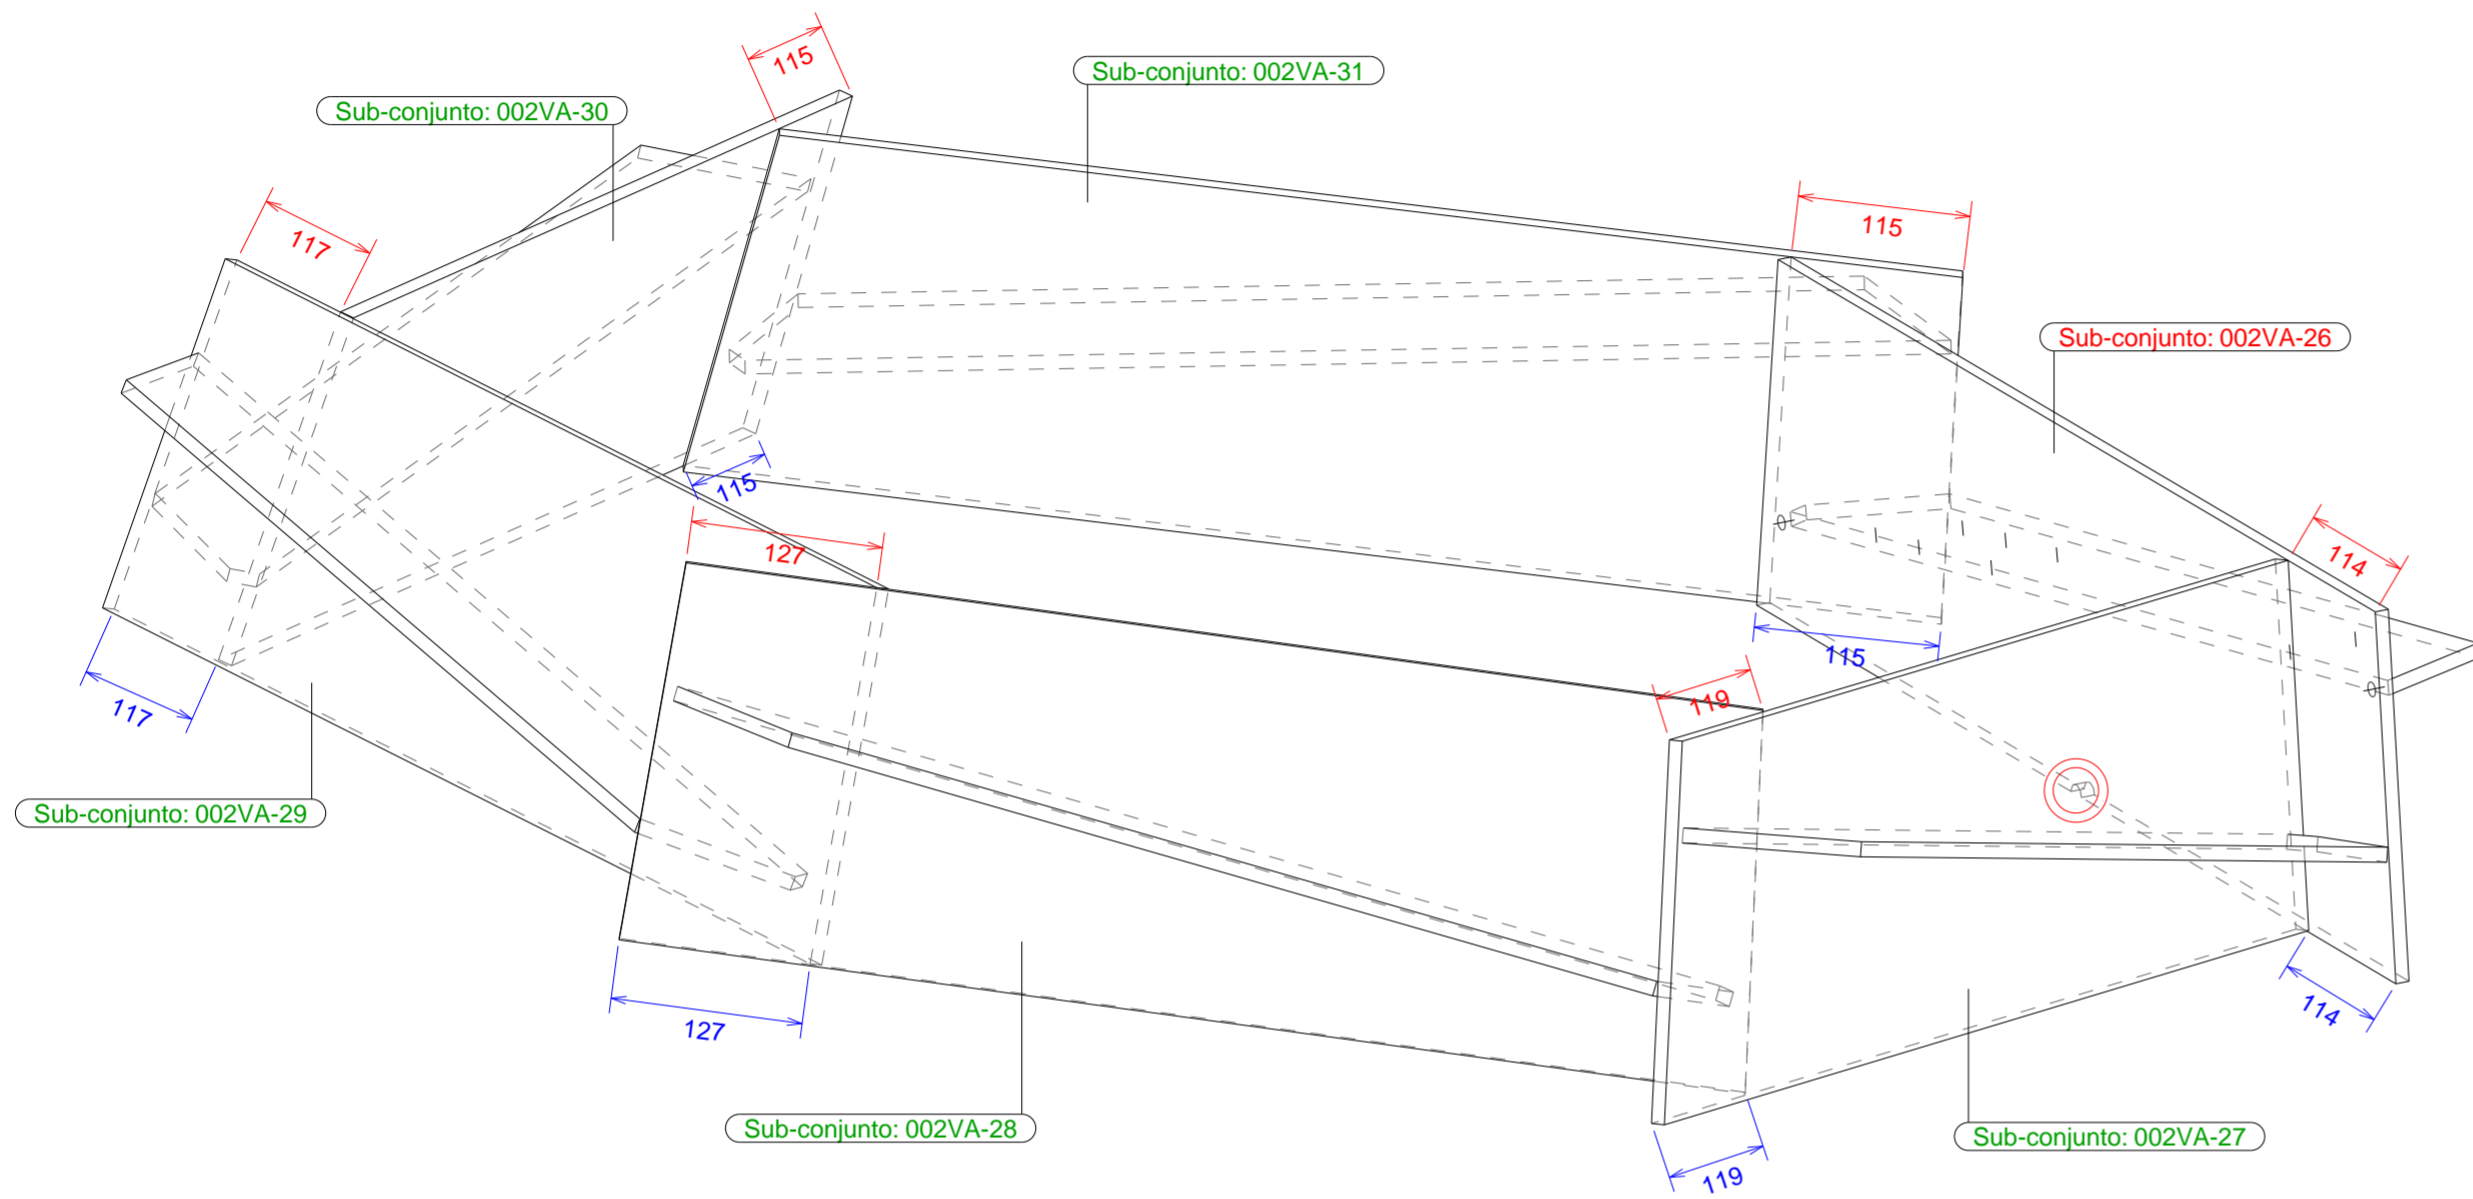 115
Sub-conjunto: 002VA-31
Sub-conjunto: 002VA-30
117
115
Sub-conjunto: 002VA-26
115
127
114
115
119
117
Sub-conjunto: 002VA-29
127
114
Sub-conjunto: 002VA-28
Sub-conjunto: 002VA-27
119